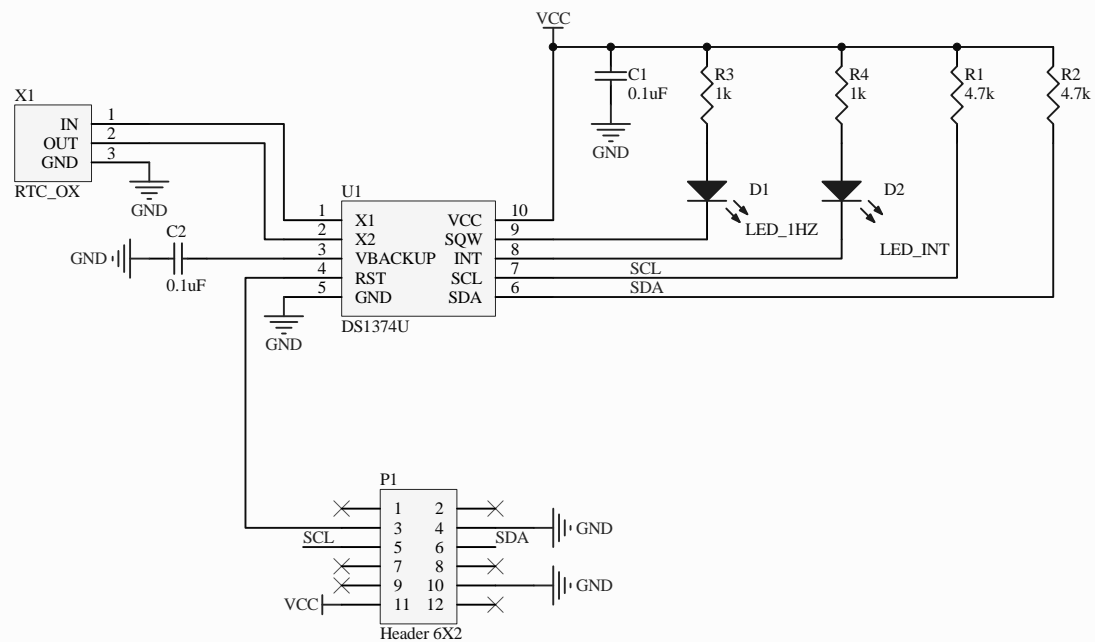 VCC
C1
0.1uF
GND
R3
1k
R4
1k
R1
4.7k
R2
4.7k
X1
IN 1
OUT 2
GND 3
RTC_OX
GND
D1
LED_1HZ
D2
LED_INT
U1
1 X1 VCC 10
2 X2 SQW 9
3 VBACKUP INT 8
4 RST SCL 7 SCL
5 GND SDA 6 SDA
DS1374U
GND
C2
0.1uF
GND
P1
1 2
3 4 GND
SCL 5 6 SDA
7 8
9 10 GND
VCC 11 12
Header 6X2